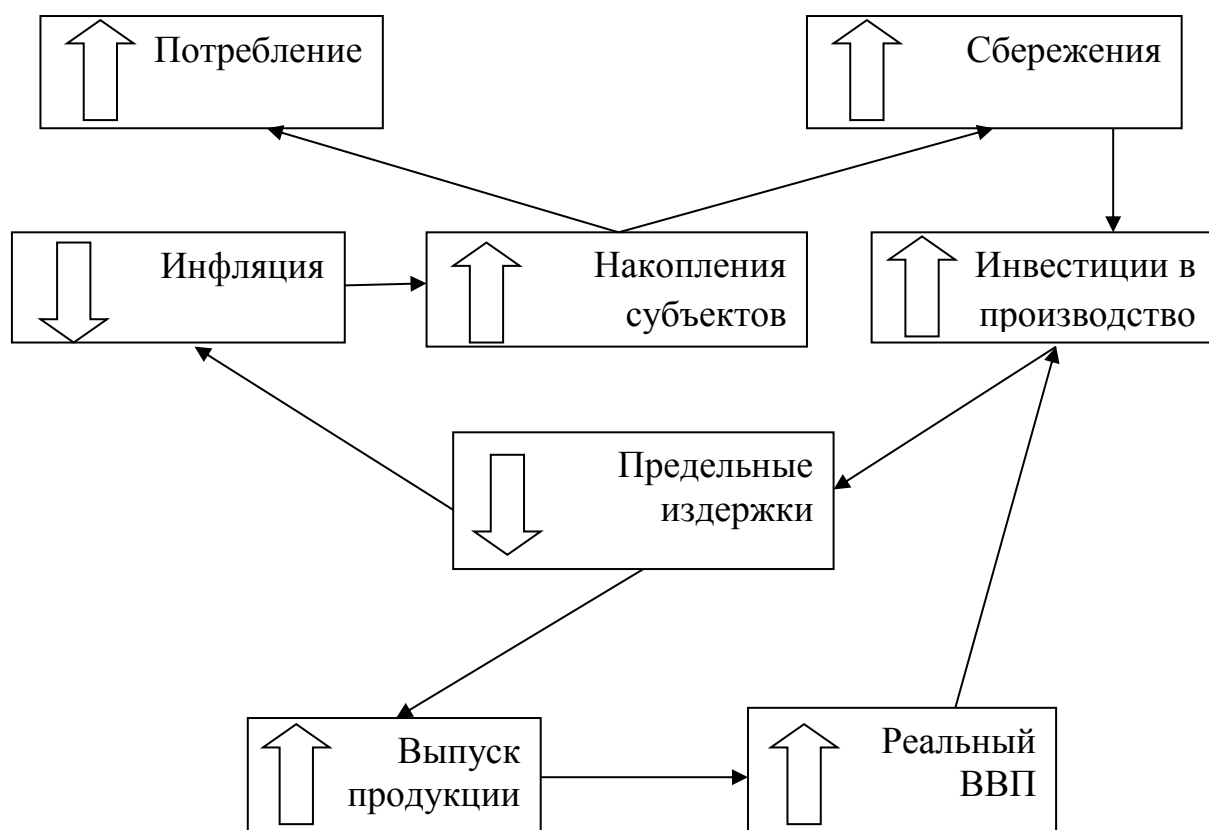 Потребление
Сбережения
Инфляция
Накопления
субъектов
Инвестиции в
производство
Предельные
издержки
Выпуск
продукции
Реальный
ВВП